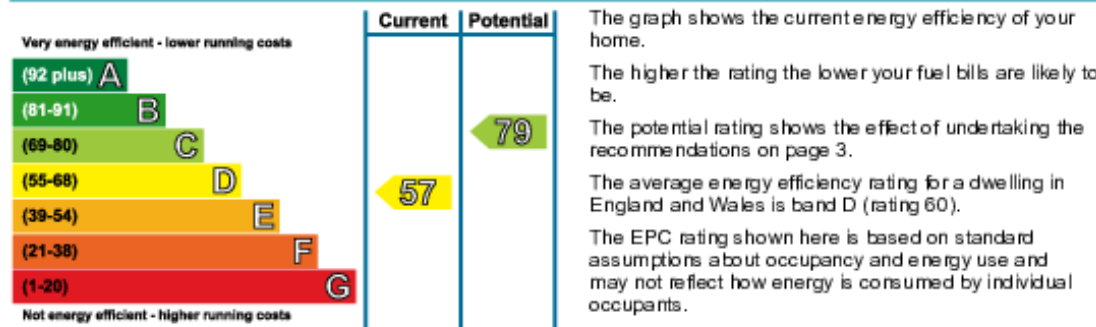 Current Potential
Very energy efficient - lower running costs
(92 plus) A
(81-91) B
(69-80) C
(55-68) D
(39-54) E
(21-38) F
(1-20) G
Not energy efficient - higher running costs
57
79
The graph shows the current energy efficiency of your
home.
The higher the rating the lower your fuel bills are likely to
be.
The potential rating shows the effect of undertaking the
recommendations on page 3.
The average energy efficiency rating for a dwelling in
England and Wales is band D (rating 60).
The EPC rating shown here is based on standard
assumptions about occupancy and energy use and
may not reflect how energy is consumed by individual
occupants.